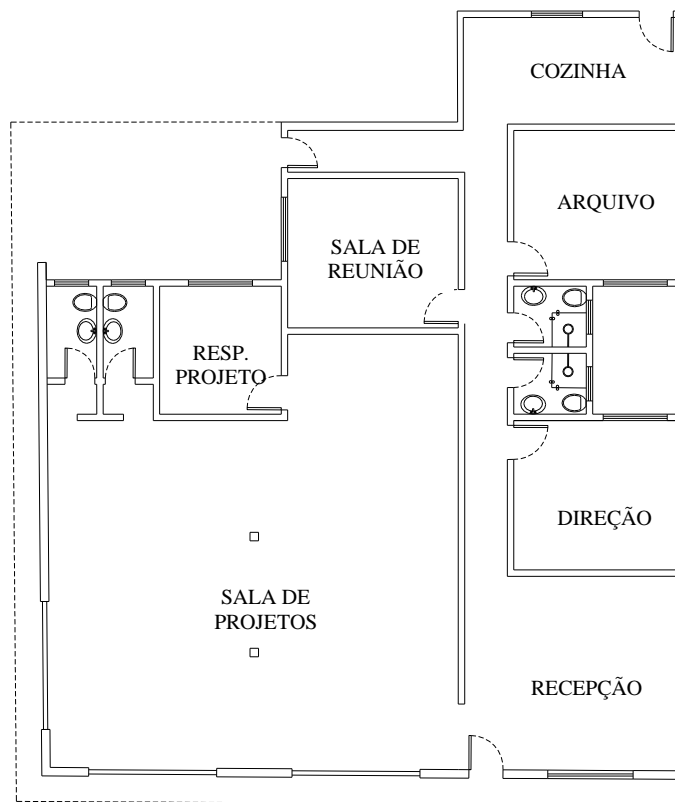 COZINHA
ARQUIVO
SALA DE
REUNIÃO
RESP.
PROJETO
DIREÇÃO
SALA DE
PROJETOS
RECEPÇÃO